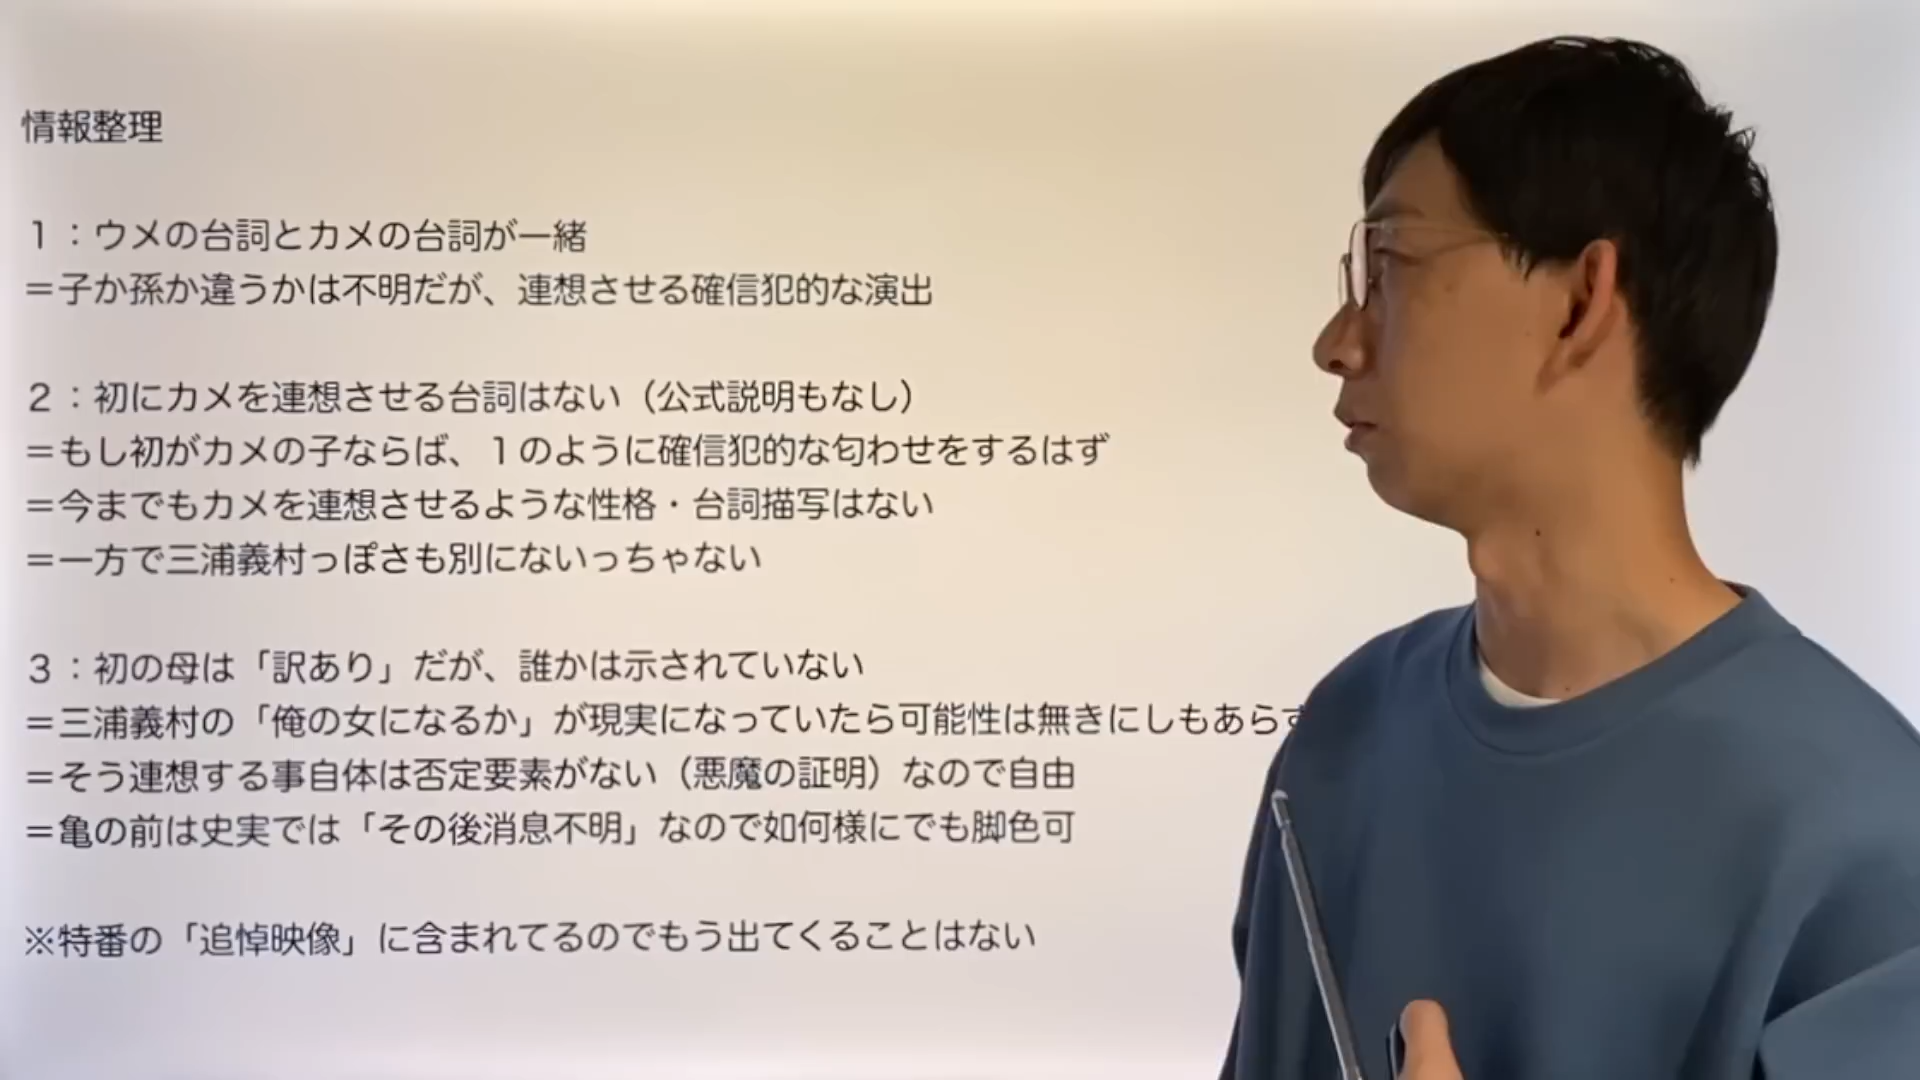 情報整理
１：ウメの台詞とカメの台詞が一緒
＝子か孫か違うかは不明だが、連想させる確信犯的な演出
２：初にカメを連想させる台詞はない（公式説明もなし）
＝もし初がカメの子ならば、１のように確信犯的な匂わせをするはず
＝今までもカメを連想させるような性格・台詞描写はない
＝一方で三浦義村っぽさも別にないっちゃない
３：初の母は「訳あり」だが、誰かは示されていない
＝三浦義村の「俺の女になるか」が現実になっていたら可能性は無きにしもあらず
＝そう連想する事自体は否定要素がない（悪魔の証明）なので自由
＝亀の前は史実では「その後消息不明」なので如何様にでも脚色可
※特番の「追悼映像」に含まれてるのでもう出てくることはない